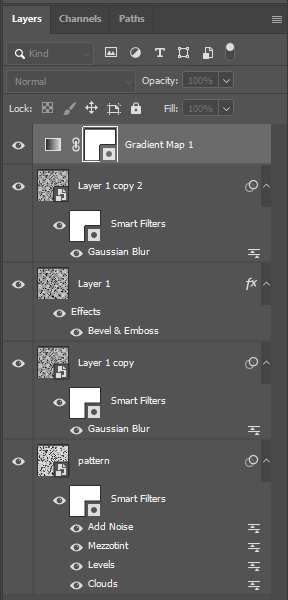 Layers Channels Paths
Kind
Normal Opacity: 100%
Lock: Fill: 100%
Gradient Map 1
Layer 1 copy 2
Smart Filters
Gaussian Blur
Layer 1 fx
Effects
Bevel & Emboss
Layer 1 copy
Smart Filters
Gaussian Blur
pattern
Smart Filters
Add Noise
Mezzotint
Levels
Clouds